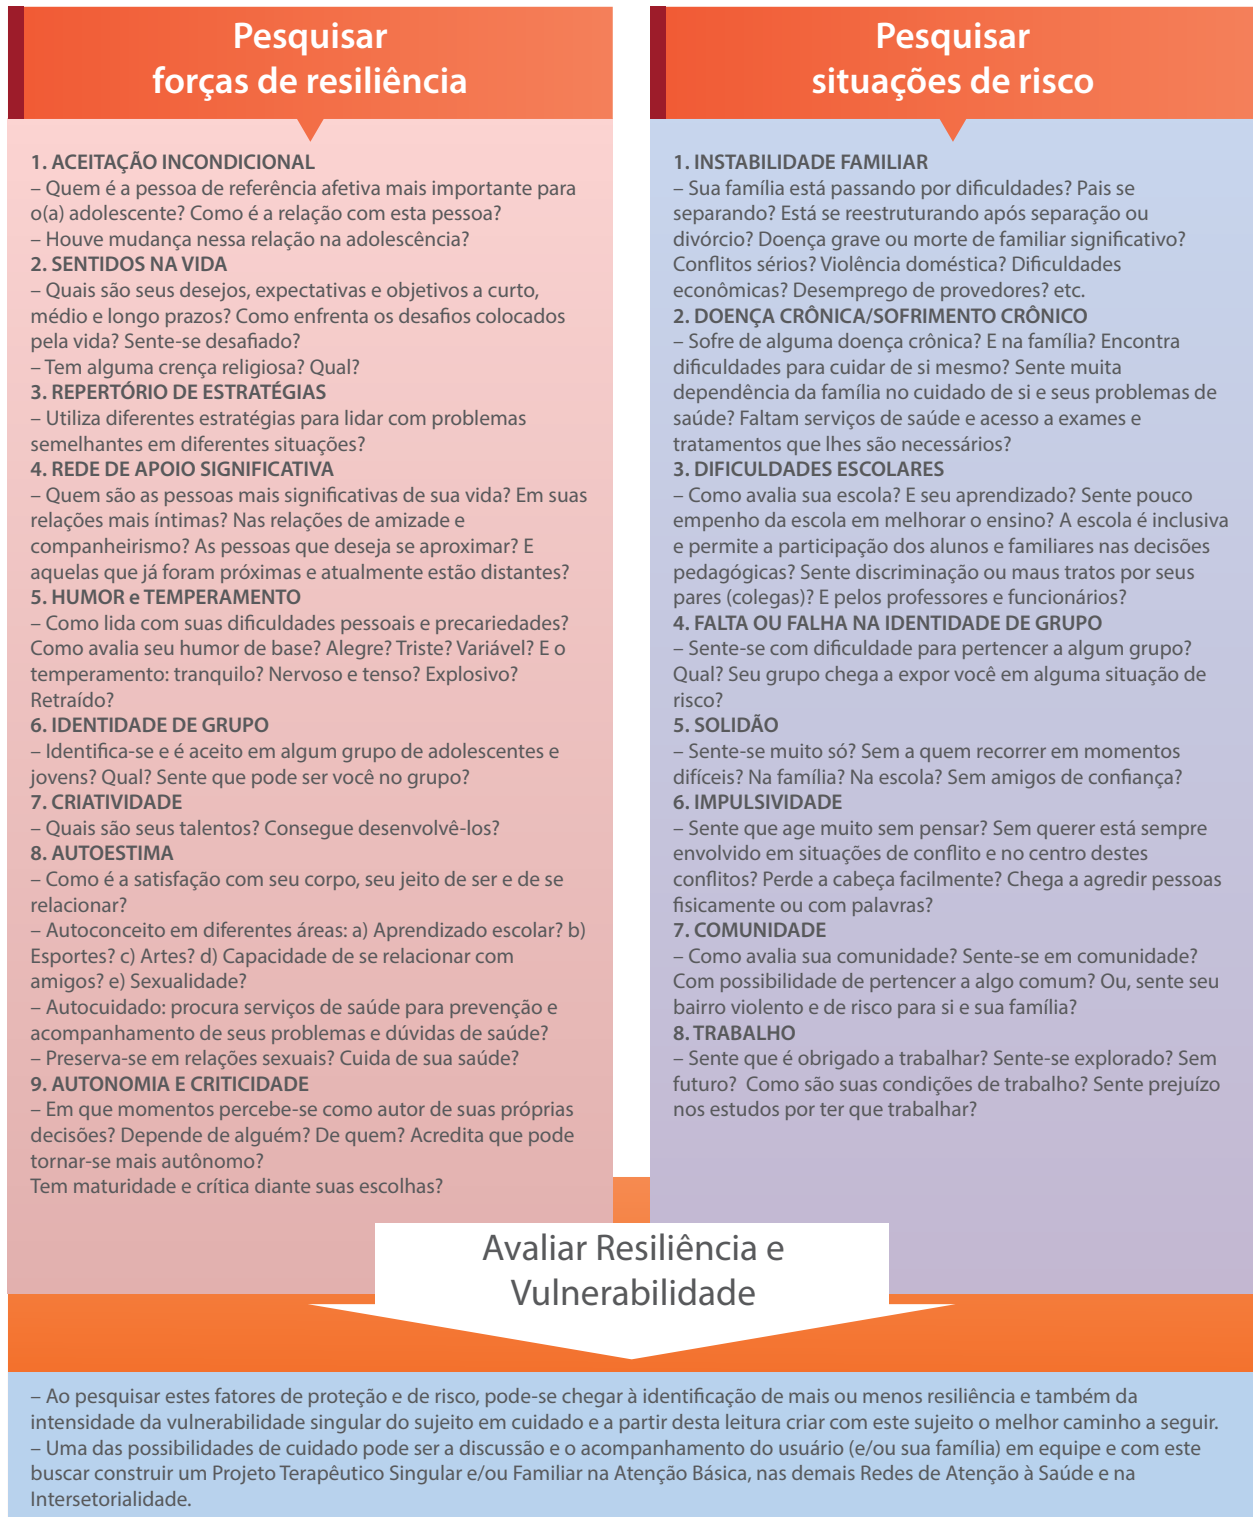 Pesquisar
forças de resiliência
1. ACEITAÇÃO INCONDICIONAL
– Quem é a pessoa de referência afetiva mais importante para
o(a) adolescente? Como é a relação com esta pessoa?
– Houve mudança nessa relação na adolescência?
2. SENTIDOS NA VIDA
– Quais são seus desejos, expectativas e objetivos a curto,
médio e longo prazos? Como enfrenta os desafios colocados
pela vida? Sente-se desafiado?
– Tem alguma crença religiosa? Qual?
3. REPERTÓRIO DE ESTRATÉGIAS
– Utiliza diferentes estratégias para lidar com problemas
semelhantes em diferentes situações?
4. REDE DE APOIO SIGNIFICATIVA
– Quem são as pessoas mais significativas de sua vida? Em suas
relações mais íntimas? Nas relações de amizade e
companheirismo? As pessoas que deseja se aproximar? E
aquelas que já foram próximas e atualmente estão distantes?
5. HUMOR e TEMPERAMENTO
– Como lida com suas dificuldades pessoais e precariedades?
Como avalia seu humor de base? Alegre? Triste? Variável? E o
temperamento: tranquilo? Nervoso e tenso? Explosivo?
Retraído?
6. IDENTIDADE DE GRUPO
– Identifica-se e é aceito em algum grupo de adolescentes e
jovens? Qual? Sente que pode ser você no grupo?
7. CRIATIVIDADE
– Quais são seus talentos? Consegue desenvolvê-los?
8. AUTOESTIMA
– Como é a satisfação com seu corpo, seu jeito de ser e de se
relacionar?
– Autoconceito em diferentes áreas: a) Aprendizado escolar? b)
Esportes? c) Artes? d) Capacidade de se relacionar com
amigos? e) Sexualidade?
– Autocuidado: procura serviços de saúde para prevenção e
acompanhamento de seus problemas e dúvidas de saúde?
– Preserva-se em relações sexuais? Cuida de sua saúde?
9. AUTONOMIA E CRITICIDADE
– Em que momentos percebe-se como autor de suas próprias
decisões? Depende de alguém? De quem? Acredita que pode
tornar-se mais autônomo?
Tem maturidade e crítica diante suas escolhas?
Pesquisar
situações de risco
1. INSTABILIDADE FAMILIAR
– Sua família está passando por dificuldades? Pais se
separando? Está se reestruturando após separação ou
divórcio? Doença grave ou morte de familiar significativo?
Conflitos sérios? Violência doméstica? Dificuldades
econômicas? Desemprego de provedores? etc.
2. DOENÇA CRÔNICA/SOFRIMENTO CRÔNICO
– Sofre de alguma doença crônica? E na família? Encontra
dificuldades para cuidar de si mesmo? Sente muita
dependência da família no cuidado de si e seus problemas de
saúde? Faltam serviços de saúde e acesso a exames e
tratamentos que lhes são necessários?
3. DIFICULDADES ESCOLARES
– Como avalia sua escola? E seu aprendizado? Sente pouco
empenho da escola em melhorar o ensino? A escola é inclusiva
e permite a participação dos alunos e familiares nas decisões
pedagógicas? Sente discriminação ou maus tratos por seus
pares (colegas)? E pelos professores e funcionários?
4. FALTA OU FALHA NA IDENTIDADE DE GRUPO
– Sente-se com dificuldade para pertencer a algum grupo?
Qual? Seu grupo chega a expor você em alguma situação de
risco?
5. SOLIDÃO
– Sente-se muito só? Sem a quem recorrer em momentos
difíceis? Na família? Na escola? Sem amigos de confiança?
6. IMPULSIVIDADE
– Sente que age muito sem pensar? Sem querer está sempre
envolvido em situações de conflito e no centro destes
conflitos? Perde a cabeça facilmente? Chega a agredir pessoas
fisicamente ou com palavras?
7. COMUNIDADE
– Como avalia sua comunidade? Sente-se em comunidade?
Com possibilidade de pertencer a algo comum? Ou, sente seu
bairro violento e de risco para si e sua família?
8. TRABALHO
– Sente que é obrigado a trabalhar? Sente-se explorado? Sem
futuro? Como são suas condições de trabalho? Sente prejuízo
nos estudos por ter que trabalhar?
Avaliar Resiliência e
Vulnerabilidade
– Ao pesquisar estes fatores de proteção e de risco, pode-se chegar à identificação de mais ou menos resiliência e também da
intensidade da vulnerabilidade singular do sujeito em cuidado e a partir desta leitura criar com este sujeito o melhor caminho a seguir.
– Uma das possibilidades de cuidado pode ser a discussão e o acompanhamento do usuário (e/ou sua família) em equipe e com este
buscar construir um Projeto Terapêutico Singular e/ou Familiar na Atenção Básica, nas demais Redes de Atenção à Saúde e na
Intersetorialidade.